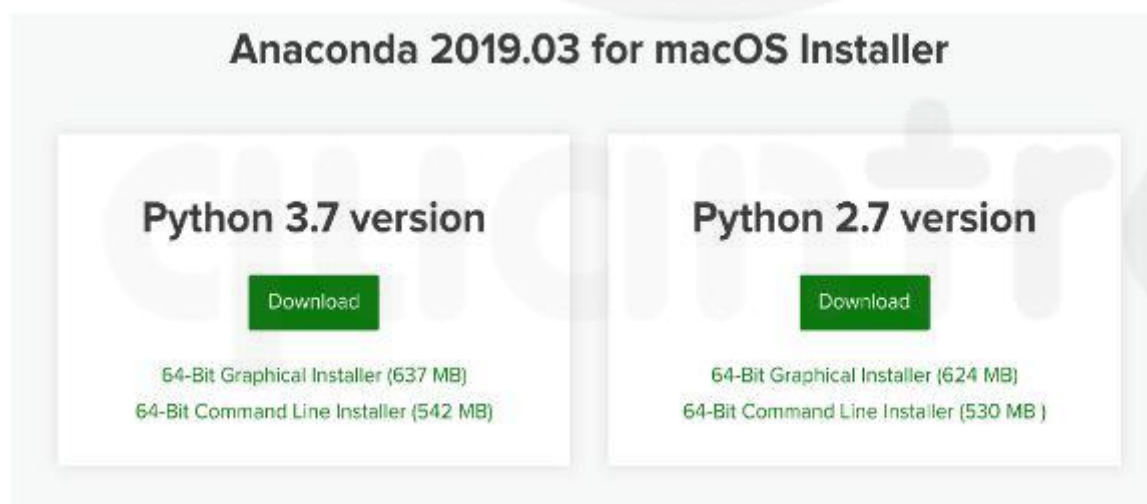 Anaconda 2019.03 for macOS Installer
Python 3.7 version
Download
64-Bit Graphical Installer (637 MB)
64-Bit Command Line Installer (542 MB)
Python 2.7 version
Download
64-Bit Graphical Installer (624 MB)
64-Bit Command Line Installer (530 MB )